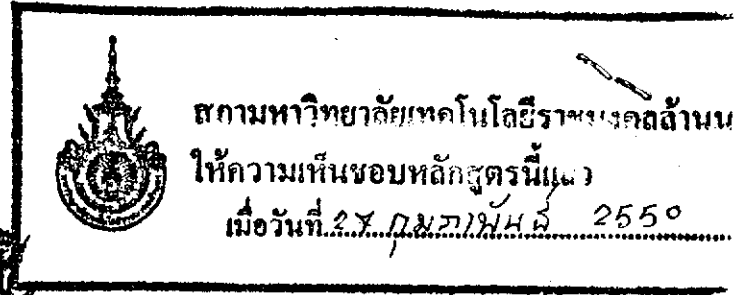 สภามหาวิทยาลัยเทคโนโลยีราชมงคลล้านน
ให้ความเห็นชอบหลักสูตรนี้แล้ว
เมื่อวันที่ กุมภาพันธ์ 2550